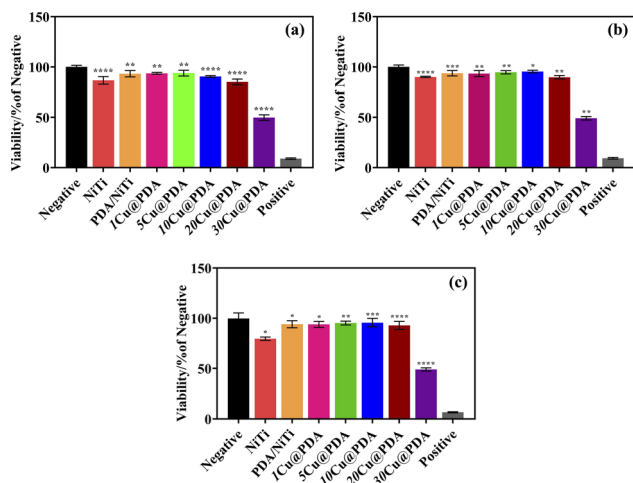 (a)
Viability/% of Negative
150
100
50
0
****
**
**
**
****
****
****
Negative
NiTi
PDA/NiTi
1Cu@PDA
5Cu@PDA
10Cu@PDA
20Cu@PDA
30Cu@PDA
Positive
(b)
Viability/% of Negative
150
100
50
0
****
***
**
**
*
**
**
Negative
NiTi
PDA/NiTi
1Cu@PDA
5Cu@PDA
10Cu@PDA
20Cu@PDA
30Cu@PDA
Positive
(c)
Viability/% of Negative
150
100
50
0
*
*
*
**
***
****
****
Negative
NiTi
PDA/NiTi
1Cu@PDA
5Cu@PDA
10Cu@PDA
20Cu@PDA
30Cu@PDA
Positive